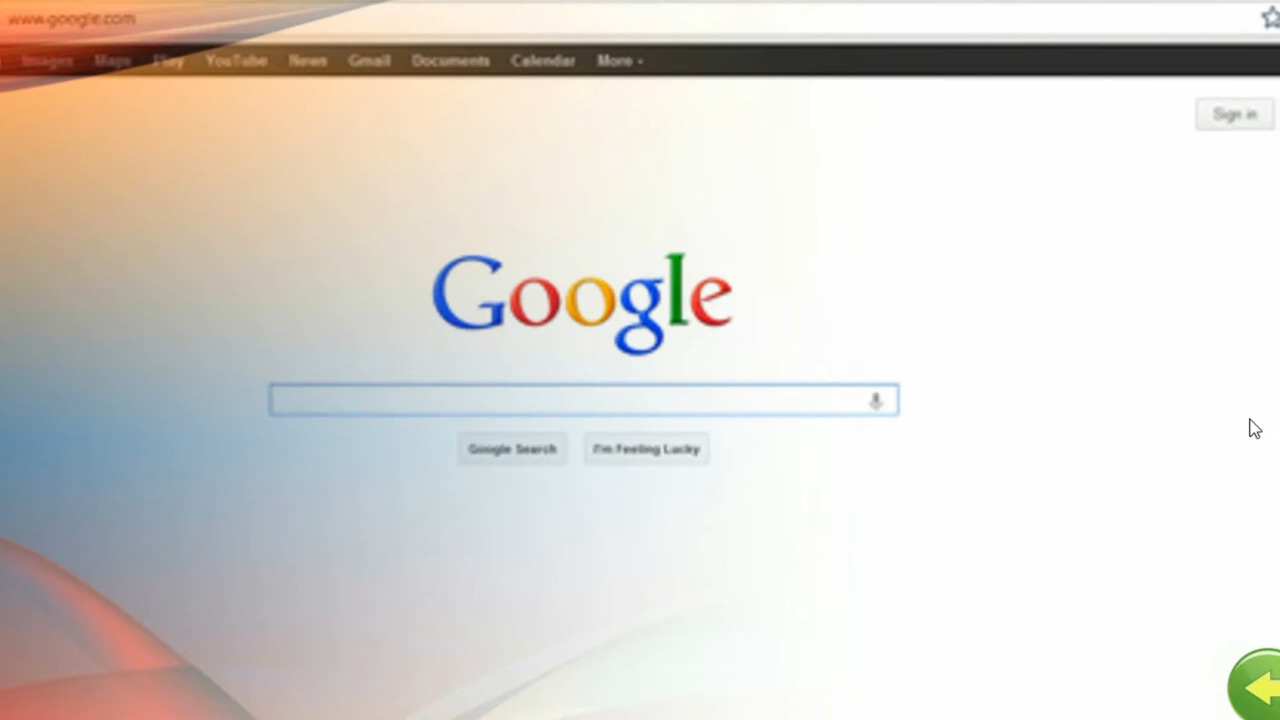 www.google.com
Images Maps Play YouTube News Gmail Documents Calendar More
Sign in
Google
Google Search I'm Feeling Lucky